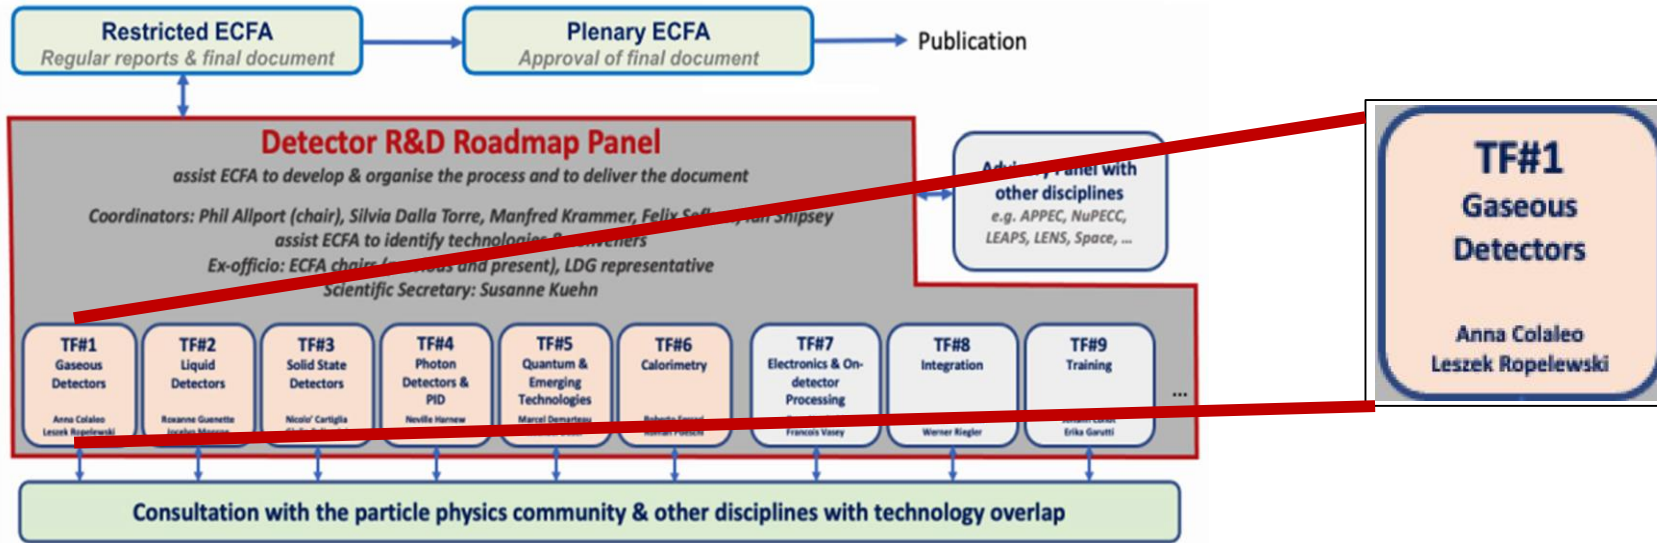 Restricted ECFA
Regular reports & final document
Plenary ECFA
Approval of final document
Publication
Detector R&D Roadmap Panel
assist ECFA to develop & organise the process and to deliver the document
Coordinators: Phil Allport (chair), Silvia Dalla Torre, Manfred Krammer, Felix Shipsey
assist ECFA to identify technologies
Ex-officio: ECFA chairs and present), LDG representative
Scientific Secretary: Susanne Kuehn
Panel with
other disciplines
e.g. APPEC, NuPECC,
LEAPS, LENS, Space, ...
TF#1
Gaseous
Detectors
Anna Colaleo
Leszek Ropelewski
TF#2
Liquid
Detectors
Roxanne Guenette
TF#3
Solid State
Detectors
Nicolo' Cartiglia
TF#4
Photon
Detectors &
PID
Neville Harnew
TF#5
Quantum &
Emerging
Technologies
Marcel Demarteau
TF#6
Calorimetry
TF#7
Electronics & On-
detector
Processing
Francois Vasey
TF#8
Integration
Werner Riegler
TF#9
Training
Erika Garutti
...
Consultation with the particle physics community & other disciplines with technology overlap
TF#1
Gaseous
Detectors
Anna Colaleo
Leszek Ropelewski